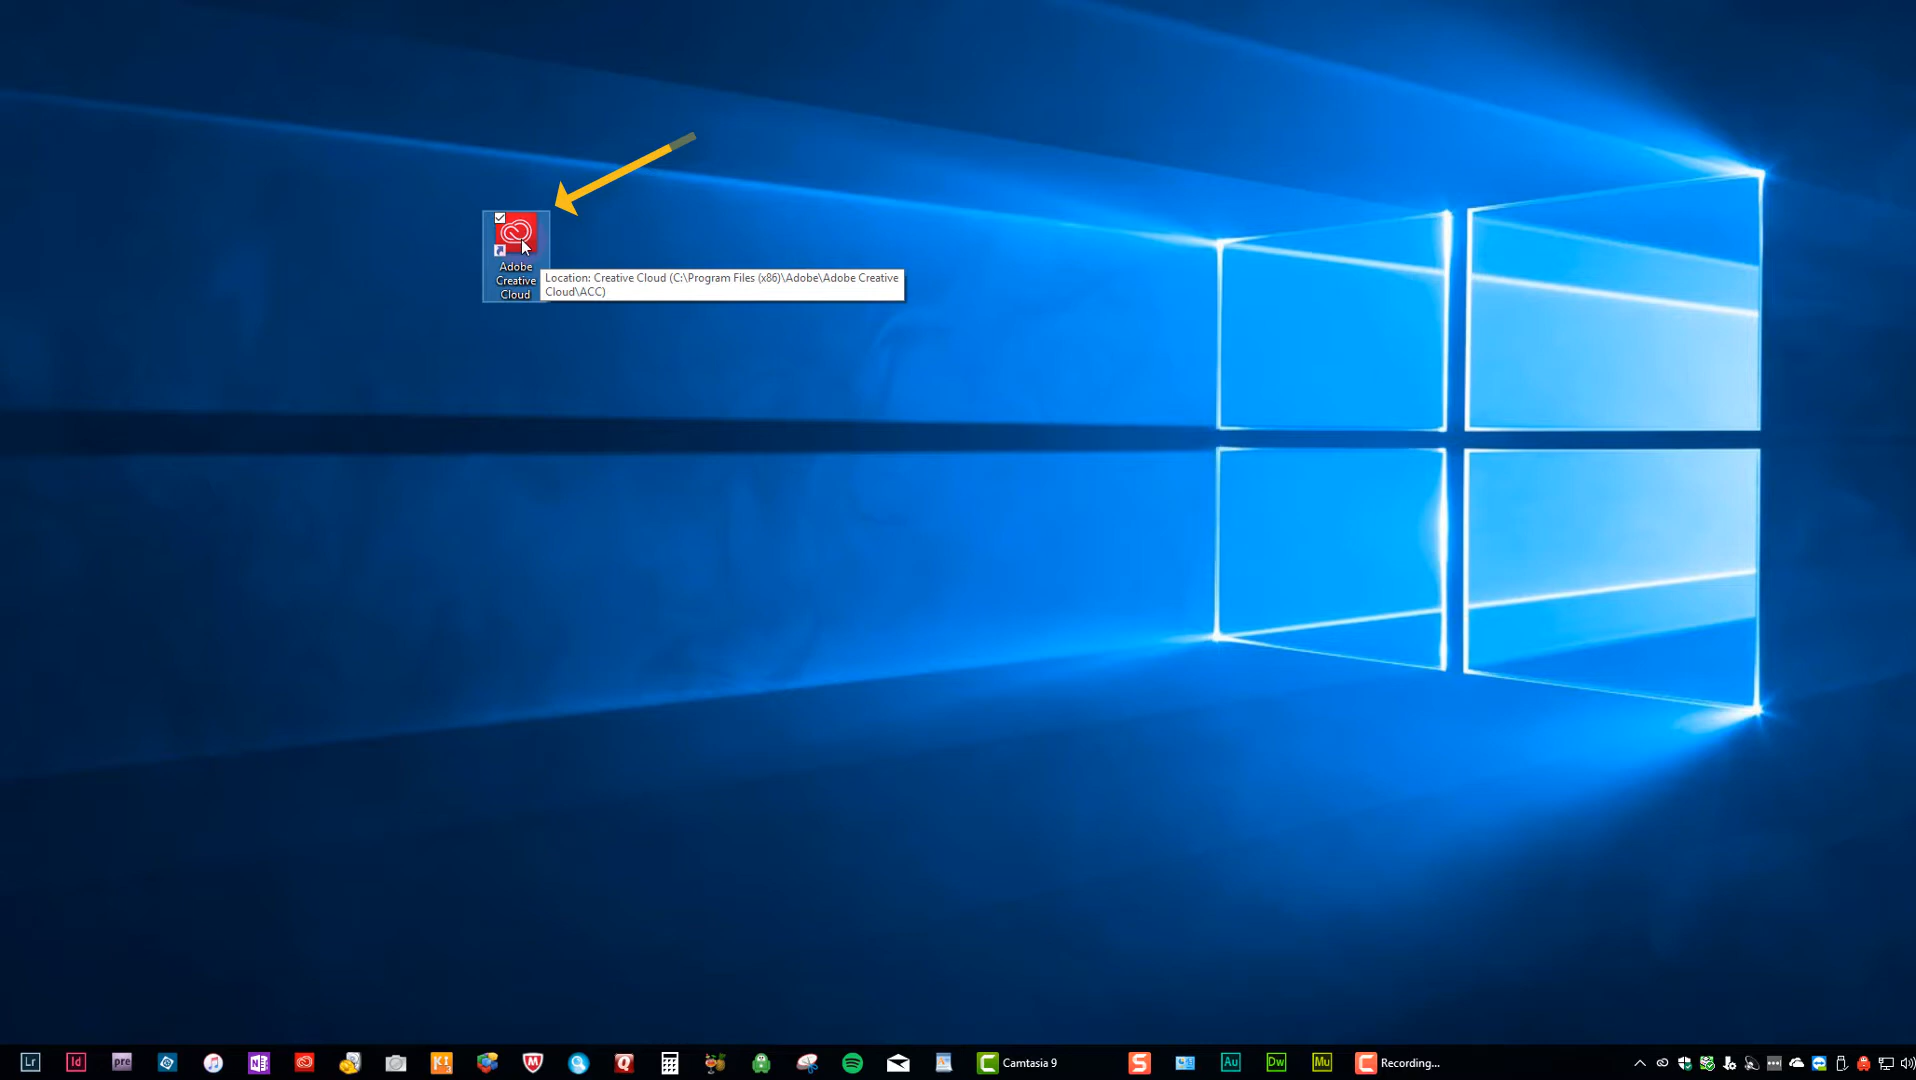 Adobe
Creative
Cloud
Location: Creative Cloud (C:\Program Files (x86)\Adobe\Adobe Creative
Cloud\ACC)
Lr
Id
pre
N
K!
M
Q
C
Camtasia 9
S
Au
Dw
Mu
C
Recording...